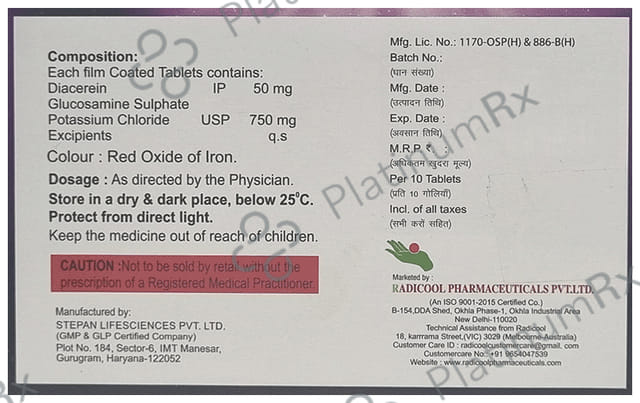 Composition:
Each film Coated Tablets contains:
Diacerein IP 50 mg
Glucosamine Sulphate
Potassium Chloride USP 750 mg
Excipients q.s
Colour : Red Oxide of Iron.
Dosage : As directed by the Physician.
Store in a dry & dark place, below 25°C.
Protect from direct light.
Keep the medicine out of reach of children.
CAUTION :Not to be sold by retail without the
prescription of a Registered Medical Practitioner.
Manufactured by:
STEPAN LIFESCIENCES PVT. LTD.
(GMP & GLP Certified Company)
Plot No. 184, Sector-6, IMT Manesar,
Gurugram, Haryana-122052
Mfg. Lic. No.: 1170-OSP(H) & 886-B(H)
Batch No.:
(घान संख्या)
Mfg. Date :
(उत्पादन तिथि)
Exp. Date :
(अवसान तिथि)
M.R.P. ₹ :
(अधिकतम खुदरा मूल्य)
Per 10 Tablets
(प्रति 10 गोलियाँ)
Incl. of all taxes
(सभी करों सहित)
Marketed by :
RADICOOL PHARMACEUTICALS PVT.LTD.
(An ISO 9001-2015 Certified Co.)
B-154,DDA Shed, Okhla Phase-1, Okhla Industrial Area
New Delhi-110020
Technical Assistance from Radicool
18, karrrama Street,(VIC) 3029 (Melbourne-Australia)
Customer Care ID : radicoolcustomercare@gmail. com
Customercare No.: +91 9654047539
Website : www.radicoolpharmaceuticals.com
PlatinumRx
PlatinumRx
PlatinumRx